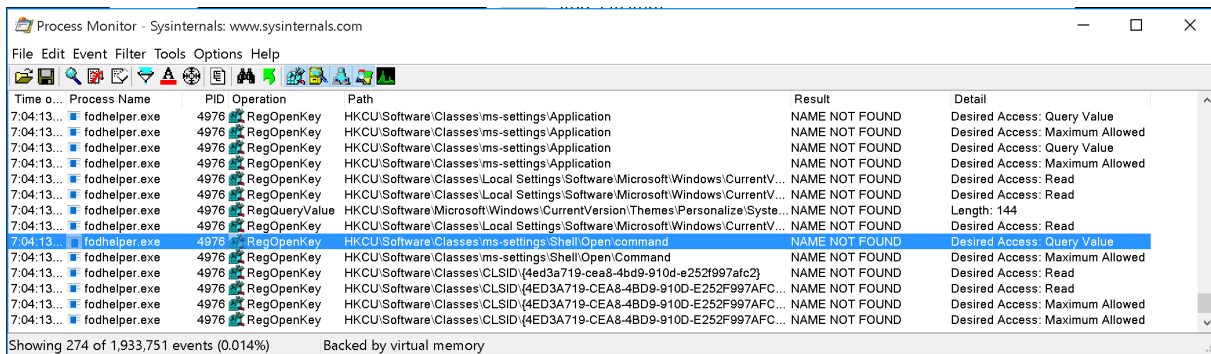 Process Monitor - Sysinternals: www.sysinternals.com
File Edit Event Filter Tools Options Help
Time o... Process Name PID Operation Path Result Detail
7:04:13... fodhelper.exe 4976 RegOpenKey HKCU\Software\Classes\ms-settings\Application NAME NOT FOUND Desired Access: Query Value
7:04:13... fodhelper.exe 4976 RegOpenKey HKCU\Software\Classes\ms-settings\Application NAME NOT FOUND Desired Access: Maximum Allowed
7:04:13... fodhelper.exe 4976 RegOpenKey HKCU\Software\Classes\ms-settings\Application NAME NOT FOUND Desired Access: Query Value
7:04:13... fodhelper.exe 4976 RegOpenKey HKCU\Software\Classes\ms-settings\Application NAME NOT FOUND Desired Access: Maximum Allowed
7:04:13... fodhelper.exe 4976 RegOpenKey HKCU\Software\Classes\Local Settings\Software\Microsoft\Windows\CurrentV... NAME NOT FOUND Desired Access: Read
7:04:13... fodhelper.exe 4976 RegOpenKey HKCU\Software\Classes\Local Settings\Software\Microsoft\Windows\CurrentV... NAME NOT FOUND Desired Access: Read
7:04:13... fodhelper.exe 4976 RegQueryValue HKCU\Software\Microsoft\Windows\CurrentVersion\Themes\Personalize\Syste... NAME NOT FOUND Length: 144
7:04:13... fodhelper.exe 4976 RegOpenKey HKCU\Software\Classes\Local Settings\Software\Microsoft\Windows\CurrentV... NAME NOT FOUND Desired Access: Read
7:04:13... fodhelper.exe 4976 RegOpenKey HKCU\Software\Classes\ms-settings\Shell\Open\command NAME NOT FOUND Desired Access: Query Value
7:04:13... fodhelper.exe 4976 RegOpenKey HKCU\Software\Classes\ms-settings\Shell\Open\Command NAME NOT FOUND Desired Access: Maximum Allowed
7:04:13... fodhelper.exe 4976 RegOpenKey HKCU\Software\Classes\CLSID\{4ed3a719-cea8-4bd9-910d-e252f997afc2} NAME NOT FOUND Desired Access: Read
7:04:13... fodhelper.exe 4976 RegOpenKey HKCU\Software\Classes\CLSID\{4ED3A719-CEA8-4BD9-910D-E252F997AFC... NAME NOT FOUND Desired Access: Read
7:04:13... fodhelper.exe 4976 RegOpenKey HKCU\Software\Classes\CLSID\{4ED3A719-CEA8-4BD9-910D-E252F997AFC... NAME NOT FOUND Desired Access: Maximum Allowed
7:04:13... fodhelper.exe 4976 RegOpenKey HKCU\Software\Classes\CLSID\{4ED3A719-CEA8-4BD9-910D-E252F997AFC... NAME NOT FOUND Desired Access: Maximum Allowed
Showing 274 of 1,933,751 events (0.014%) Backed by virtual memory